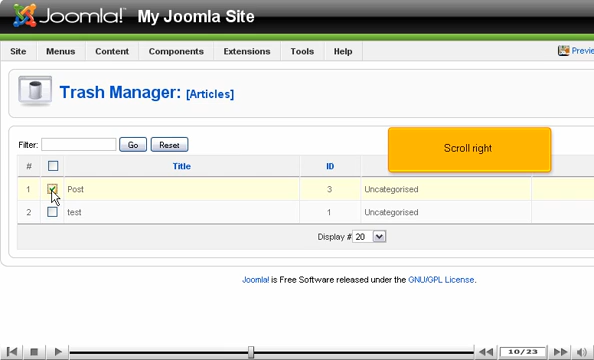 Joomla! My Joomla Site
Site Menus Content Components Extensions Tools Help
Trash Manager: [Articles]
Filter: Go Reset
Scroll right
# Title ID
1 Post 3 Uncategorised
2 test 1 Uncategorised
Display # 20
Joomla! is Free Software released under the GNU/GPL License.
10/23